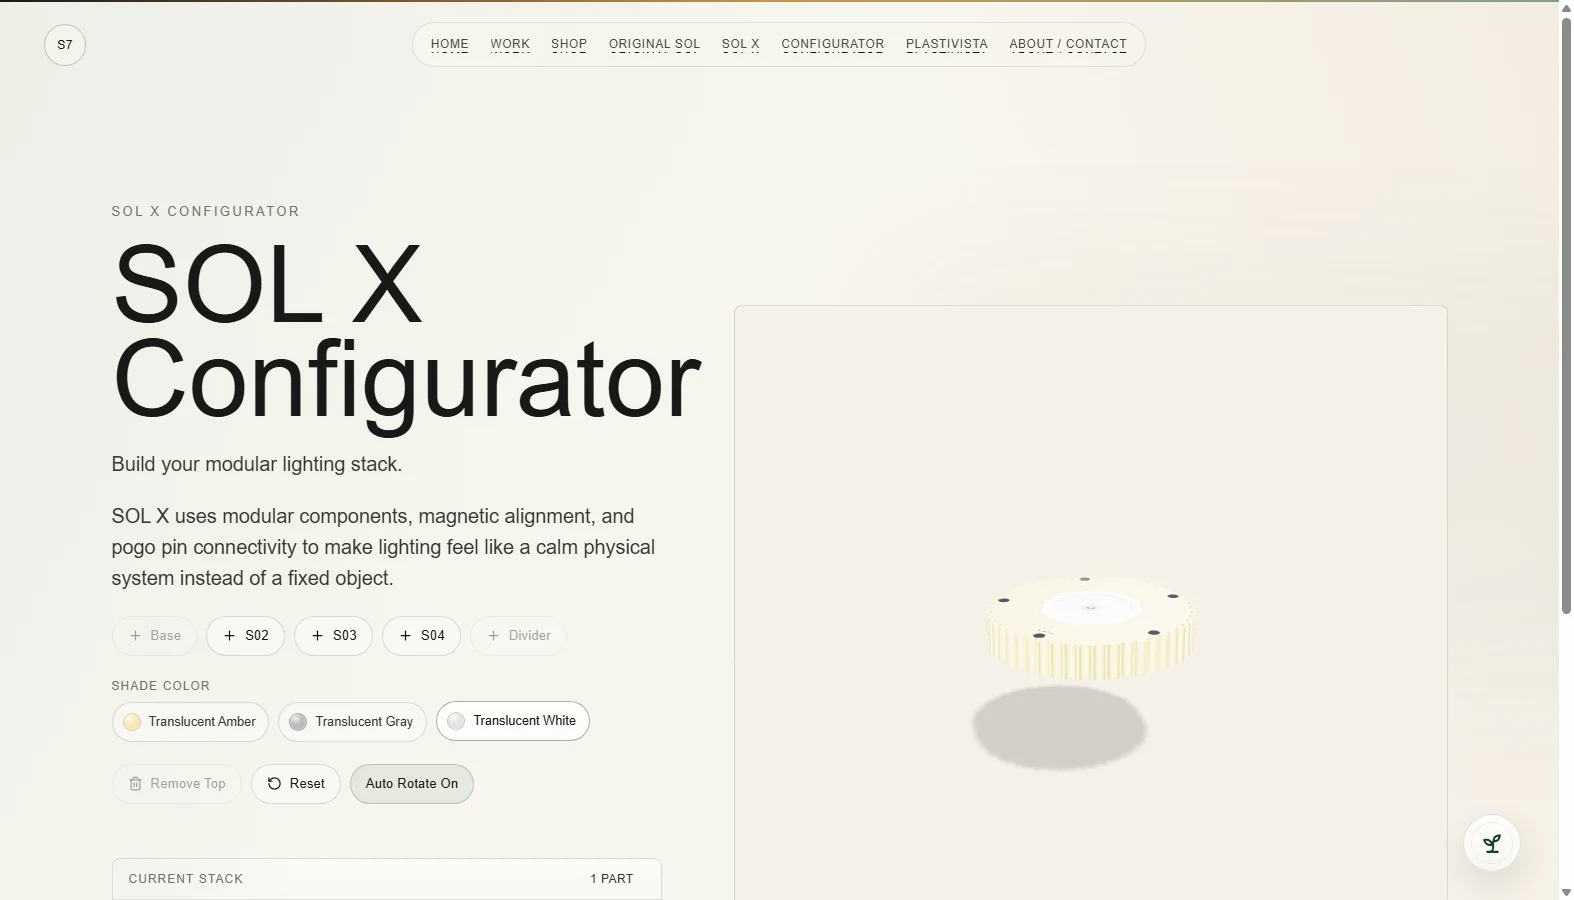 S7
HOME WORK SHOP ORIGINAL SOL SOL X CONFIGURATOR PLASTIVISTA ABOUT / CONTACT
SOL X CONFIGURATOR
SOL X
Configurator
Build your modular lighting stack.
SOL X uses modular components, magnetic alignment, and
pogo pin connectivity to make lighting feel like a calm physical
system instead of a fixed object.
+ Base + S02 + S03 + S04 + Divider
SHADE COLOR
Translucent Amber Translucent Gray Translucent White
Remove Top Reset Auto Rotate On
CURRENT STACK 1 PART